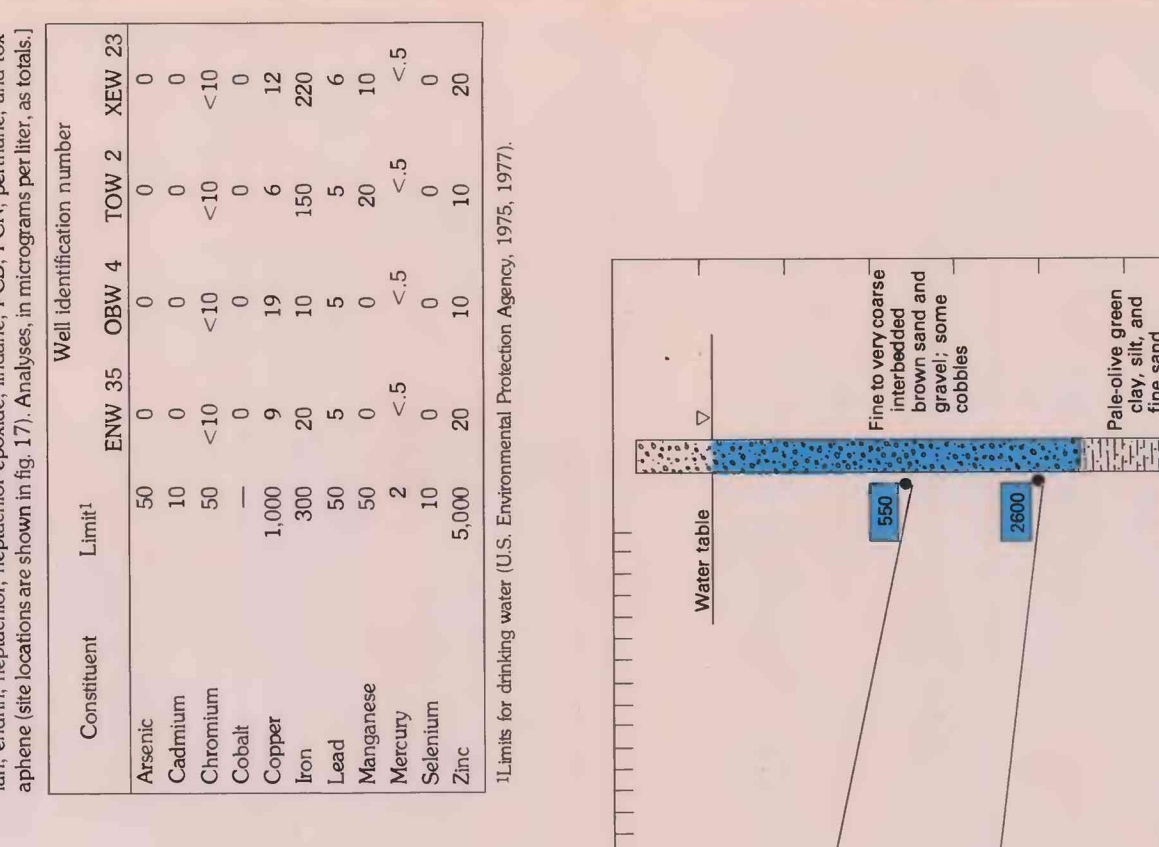 aphene (site locations are shown in fig. 17). Analyses, in micrograms per liter, as totals.]
Well identification number
Constituent Limit1 ENW 35 OBW 4 TOW 2 XEW 23
Arsenic 50 0 0 0 0
Cadmium 10 0 0 0 0
Chromium 50 <10 <10 <10 <10
Cobalt — 0 0 0 0
Copper 1,000 9 19 6 12
Iron 300 20 10 150 220
Lead 50 5 5 5 6
Manganese 50 0 0 20 10
Mercury 2 <.5 <.5 <.5 <.5
Selenium 10 0 0 0 0
Zinc 5,000 20 10 10 20
1Limits for drinking water (U.S. Environmental Protection Agency, 1975, 1977).
Water table
550
2600
Fine to very coarse
interbedded
brown sand and
gravel; some
cobbles
Pale-olive green
clay, silt, and
fine sand